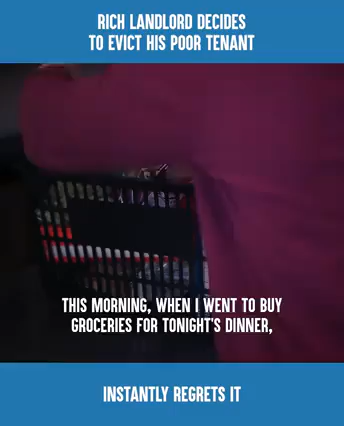 RICH LANDLORD DECIDES
TO EVICT HIS POOR TENANT
THIS MORNING, WHEN I WENT TO BUY
GROCERIES FOR TONIGHT'S DINNER,
INSTANTLY REGRETS IT